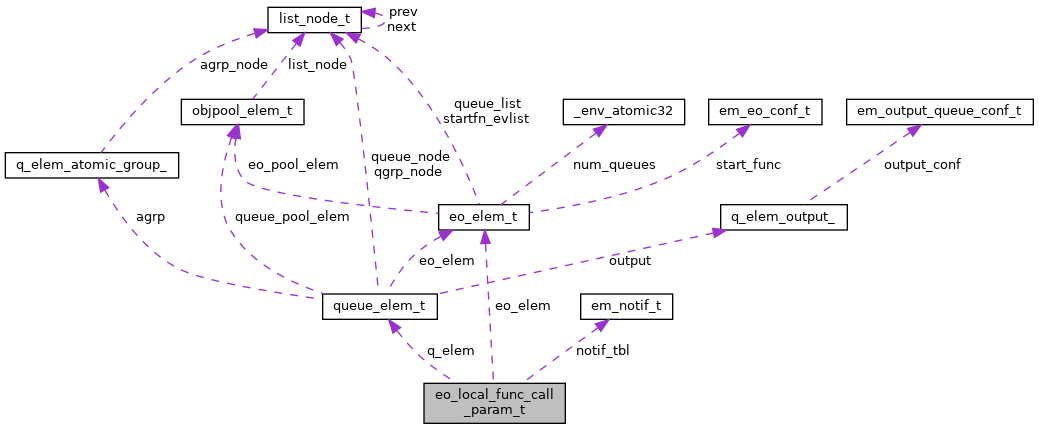 list_node_t
prev
next
agrp_node
list_node
objpool_elem_t
queue_list
startfn_evlist
_env_atomic32
em_eo_conf_t
em_output_queue_conf_t
q_elem_atomic_group_
eo_pool_elem
queue_node
qgrp_node
num_queues
start_func
output_conf
agrp
queue_pool_elem
eo_elem_t
q_elem_output_
eo_elem
output
queue_elem_t
eo_elem
em_notif_t
q_elem
notif_tbl
eo_local_func_call
_param_t